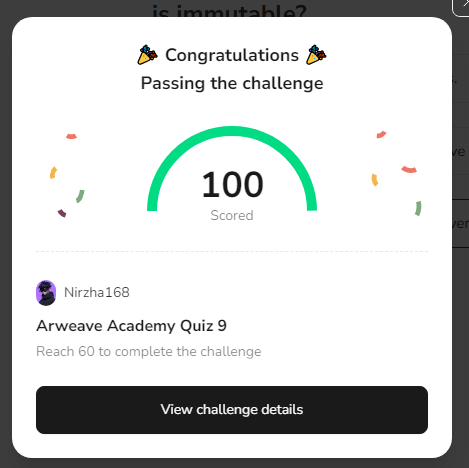 is immutable?
🎉 Congratulations 🎉
Passing the challenge
100
Scored
Nirzha168
Arweave Academy Quiz 9
Reach 60 to complete the challenge
View challenge details